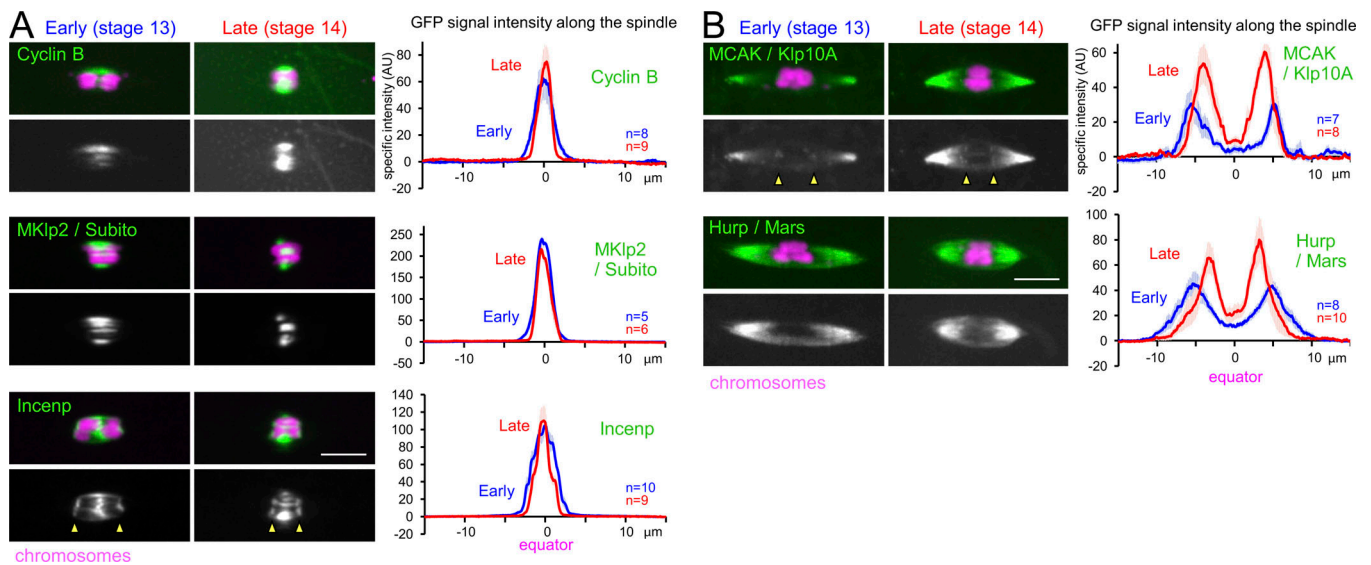 A
Early (stage 13)
Late (stage 14)
GFP signal intensity along the spindle
Cyclin B
specific intensity (AU)
80
60
40
20
0
-20
Late
Early
Cyclin B
n=8
n=9
-10
0
10
µm
MKlp2 / Subito
250
200
150
100
50
0
-50
Late
Early
MKlp2
/ Subito
n=5
n=6
-10
0
10
µm
Incenp
140
120
100
80
60
40
20
0
-20
Late
Early
Incenp
n=10
n=9
-10
0
10
µm
equator
chromosomes
B
Early (stage 13)
Late (stage 14)
GFP signal intensity along the spindle
MCAK / Klp10A
specific intensity (AU)
60
40
20
0
-20
Late
Early
MCAK
/ Klp10A
n=7
n=8
-10
0
10
µm
Hurp / Mars
100
80
60
40
20
0
-20
Late
Early
Hurp
/ Mars
n=8
n=10
-10
0
10
µm
equator
chromosomes